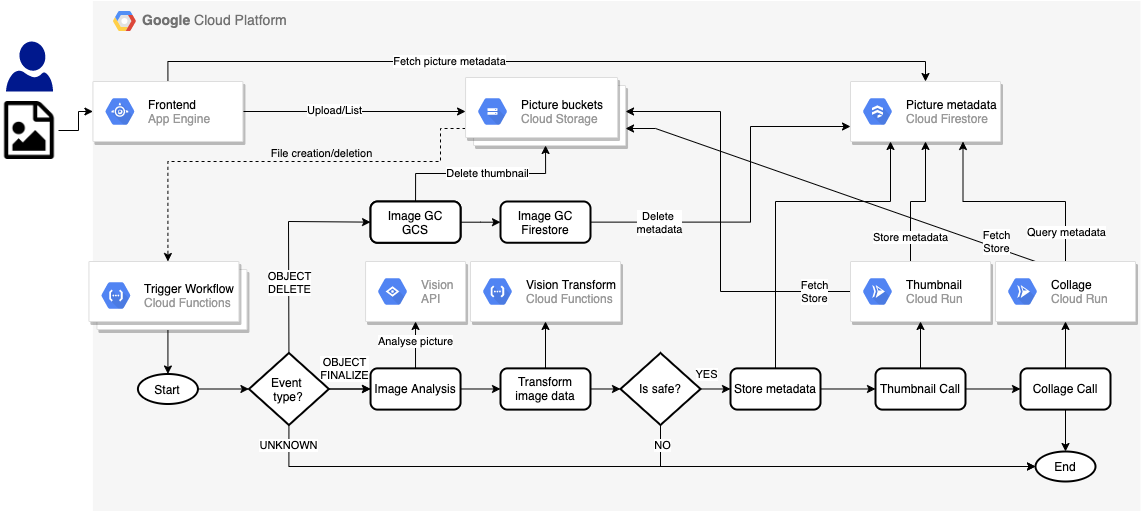 Google Cloud Platform
Fetch picture metadata
Frontend
App Engine
Upload/List
Picture buckets
Cloud Storage
Picture metadata
Cloud Firestore
File creation/deletion
Delete thumbnail
Image GC
GCS
Image GC
Firestore
Delete
metadata
Store metadata
Fetch
Store
Query metadata
OBJECT
DELETE
Trigger Workflow
Cloud Functions
Vision
API
Vision Transform
Cloud Functions
Fetch
Store
Thumbnail
Cloud Run
Collage
Cloud Run
Analyse picture
Start
Event
type?
OBJECT
FINALIZE
Image Analysis
Transform
image data
Is safe?
YES
Store metadata
Thumbnail Call
Collage Call
UNKNOWN
NO
End